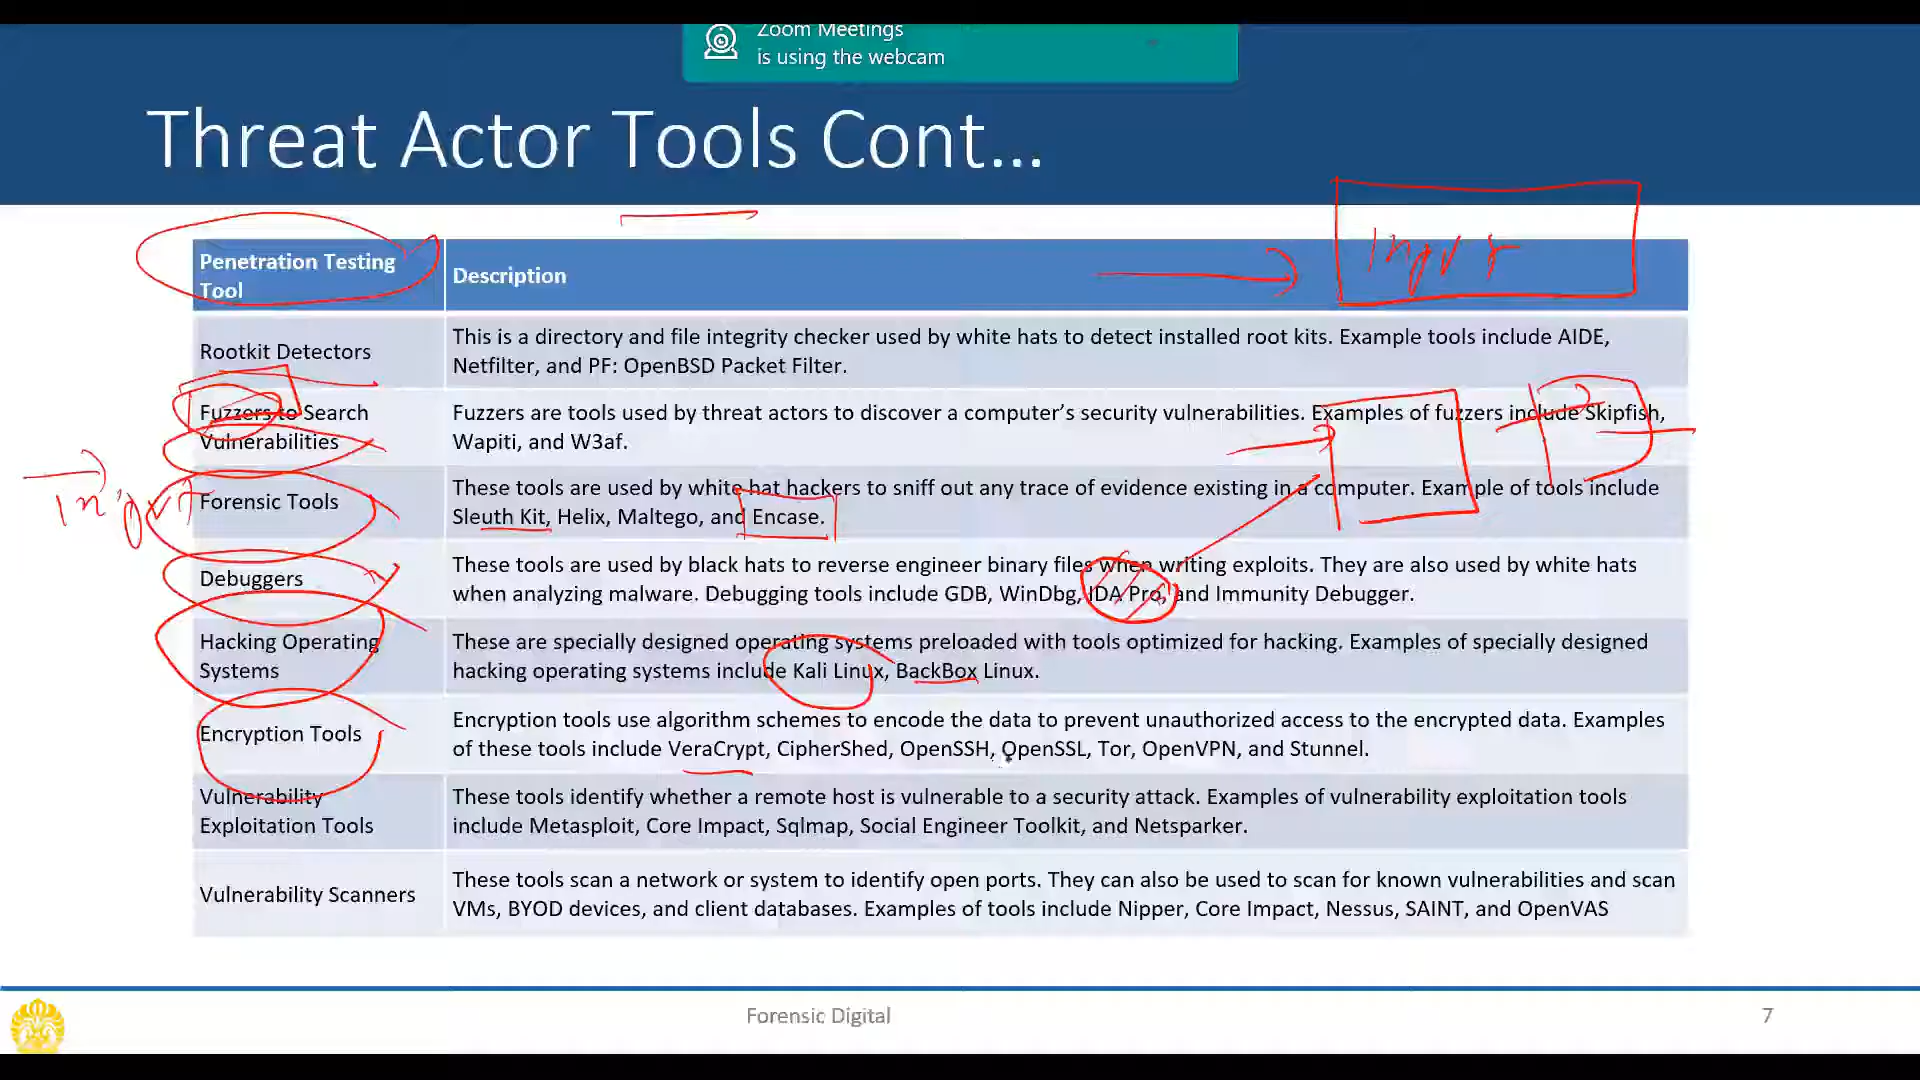 Zoom Meetings
is using the webcam
Threat Actor Tools Cont...
Penetration Testing
Tool
Description
Rootkit Detectors
This is a directory and file integrity checker used by white hats to detect installed root kits. Example tools include AIDE,
Netfilter, and PF: OpenBSD Packet Filter.
Fuzzers to Search
Vulnerabilities
Fuzzers are tools used by threat actors to discover a computer’s security vulnerabilities. Examples of fuzzers include Skipfish,
Wapiti, and W3af.
Forensic Tools
These tools are used by white hat hackers to sniff out any trace of evidence existing in a computer. Example of tools include
Sleuth Kit, Helix, Maltego, and Encase.
Debuggers
These tools are used by black hats to reverse engineer binary files when writing exploits. They are also used by white hats
when analyzing malware. Debugging tools include GDB, WinDbg, IDA Pro, and Immunity Debugger.
Hacking Operating
Systems
These are specially designed operating systems preloaded with tools optimized for hacking. Examples of specially designed
hacking operating systems include Kali Linux, BackBox Linux.
Encryption Tools
Encryption tools use algorithm schemes to encode the data to prevent unauthorized access to the encrypted data. Examples
of these tools include VeraCrypt, CipherShed, OpenSSH, OpenSSL, Tor, OpenVPN, and Stunnel.
Vulnerability
Exploitation Tools
These tools identify whether a remote host is vulnerable to a security attack. Examples of vulnerability exploitation tools
include Metasploit, Core Impact, Sqlmap, Social Engineer Toolkit, and Netsparker.
Vulnerability Scanners
These tools scan a network or system to identify open ports. They can also be used to scan for known vulnerabilities and scan
VMs, BYOD devices, and client databases. Examples of tools include Nipper, Core Impact, Nessus, SAINT, and OpenVAS
Forensic Digital
7